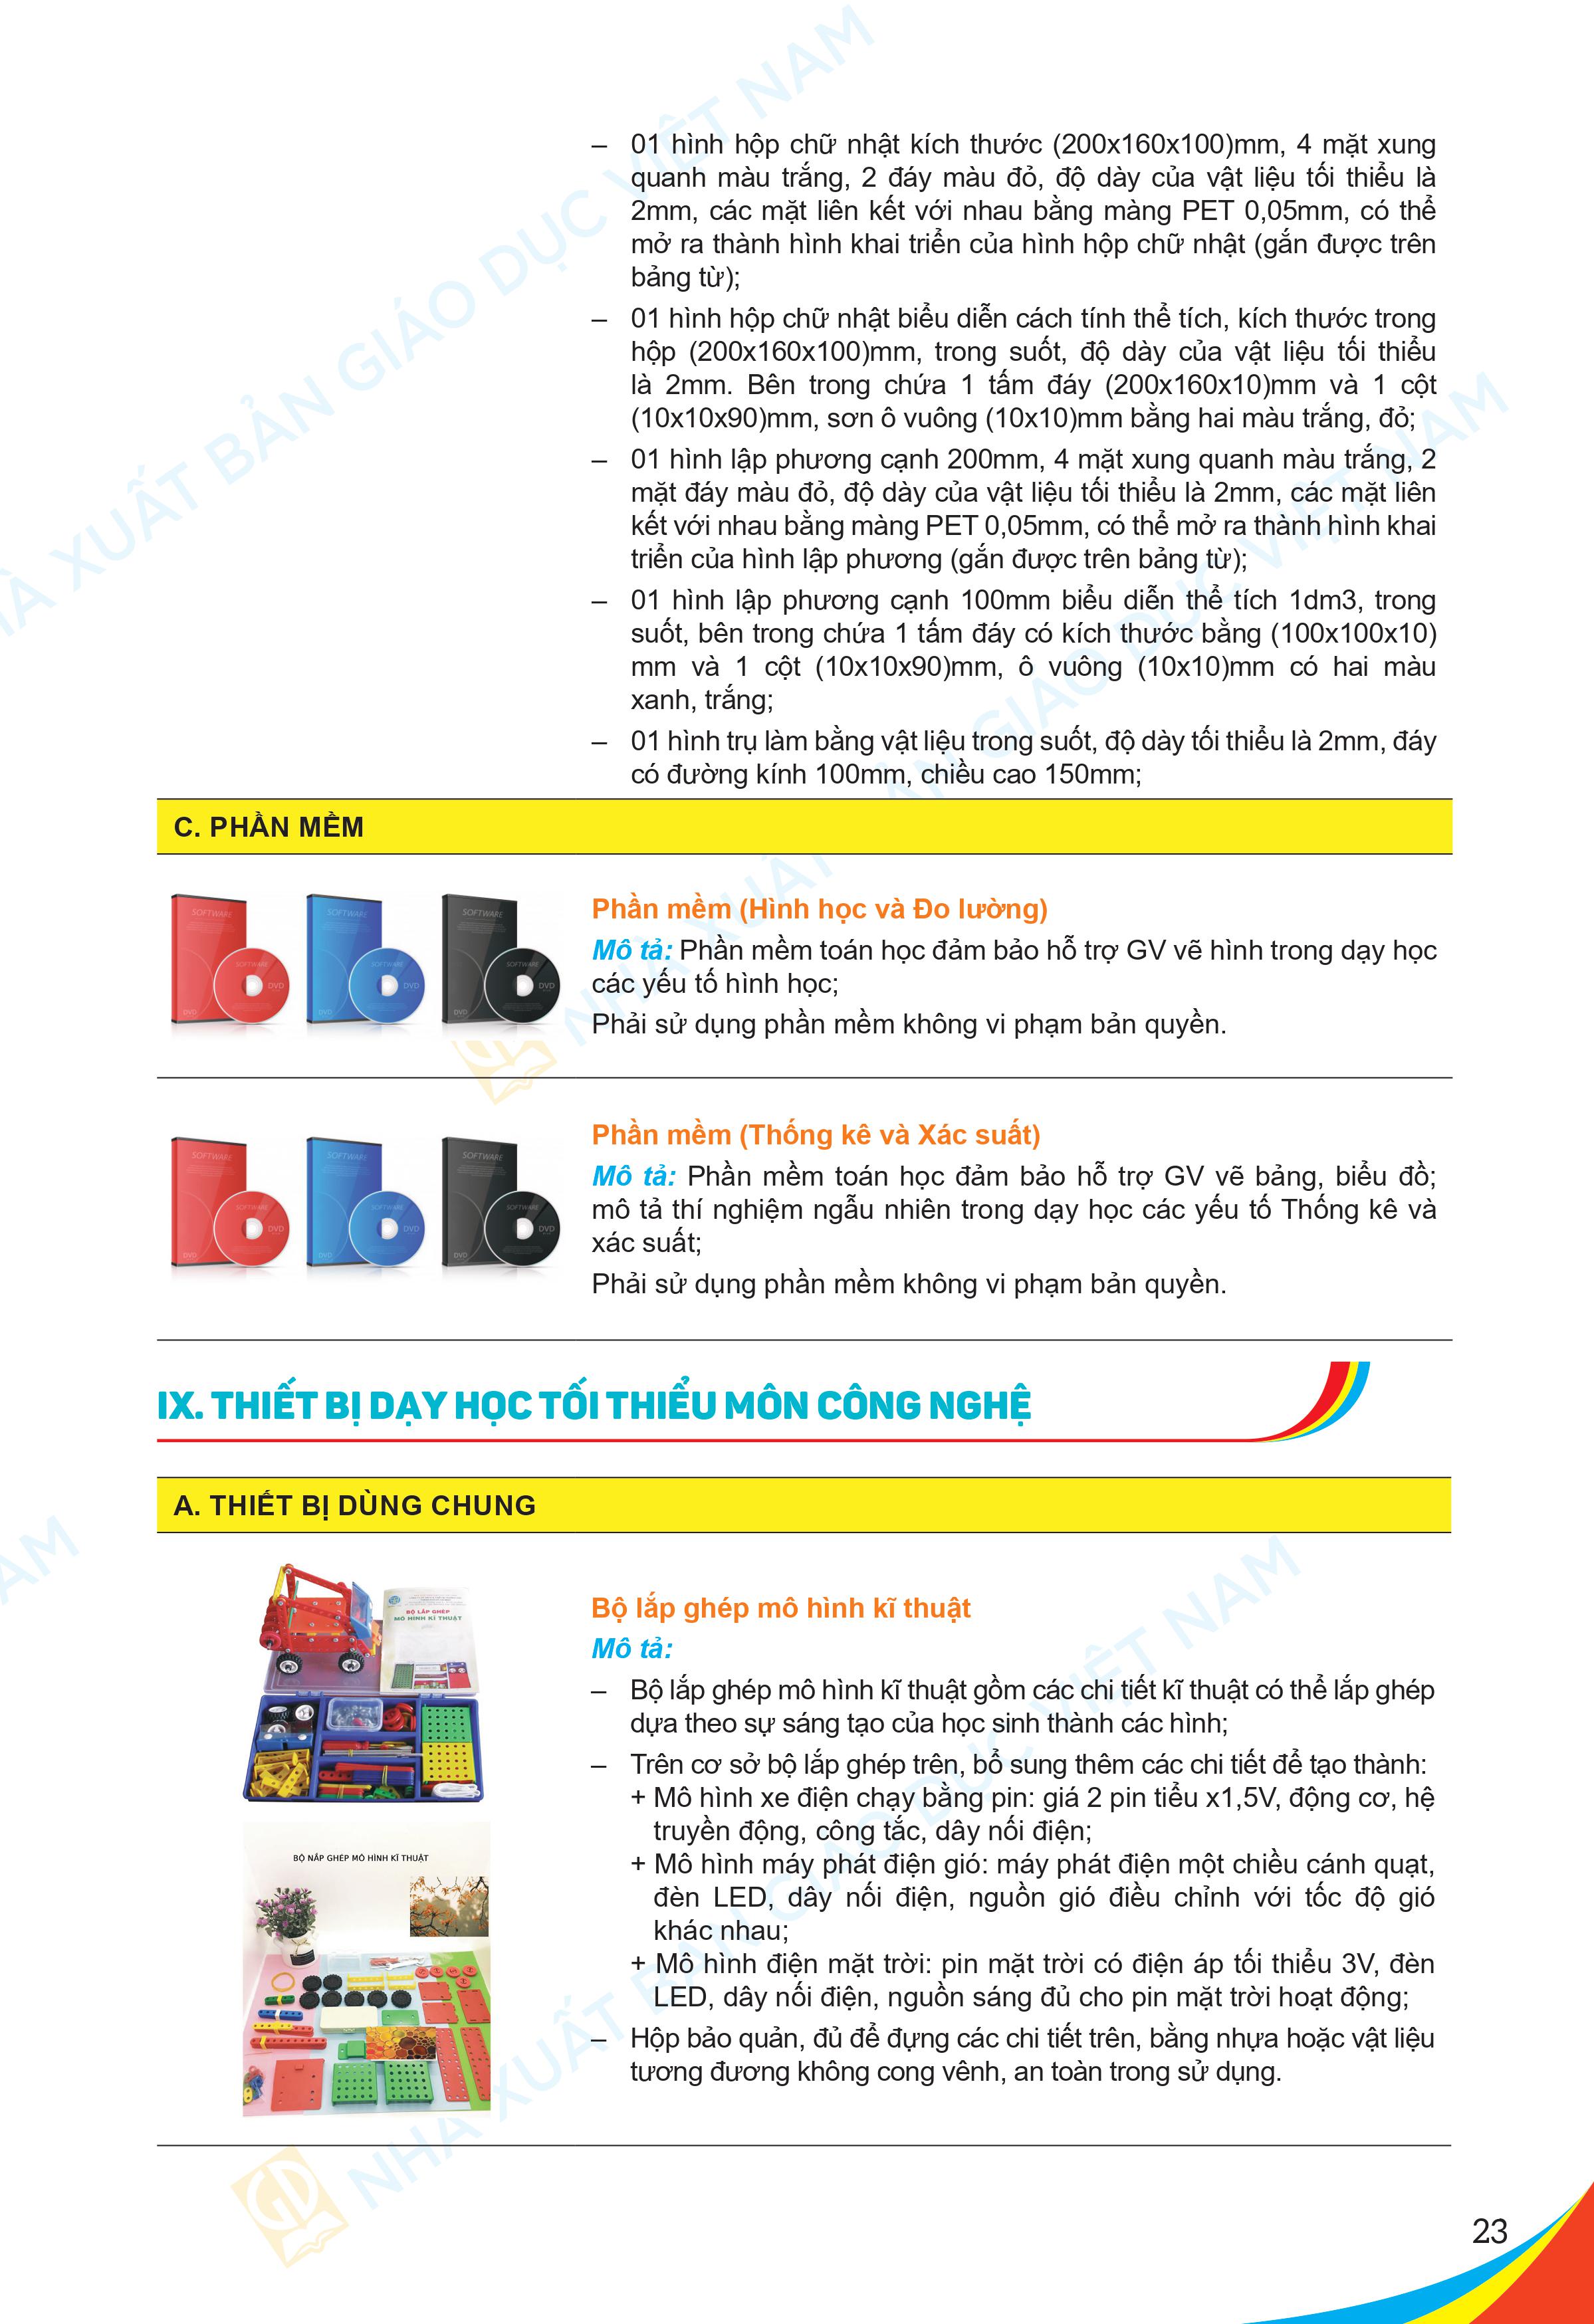 – 01 hình hộp chữ nhật kích thước (200x160x100)mm, 4 mặt xung
quanh màu trắng, 2 đáy màu đỏ, độ dày của vật liệu tối thiểu là
2mm, các mặt liên kết với nhau bằng màng PET 0,05mm, có thể
mở ra thành hình khai triển của hình hộp chữ nhật (gắn được trên
bảng từ);
– 01 hình hộp chữ nhật biểu diễn cách tính thể tích, kích thước trong
hộp (200x160x100)mm, trong suốt, độ dày của vật liệu tối thiểu
là 2mm. Bên trong chứa 1 tấm đáy (200x160x10)mm và 1 cột
(10x10x90)mm, sơn ô vuông (10x10)mm bằng hai màu trắng, đỏ;
– 01 hình lập phương cạnh 200mm, 4 mặt xung quanh màu trắng, 2
mặt đáy màu đỏ, độ dày của vật liệu tối thiểu là 2mm, các mặt liên
kết với nhau bằng màng PET 0,05mm, có thể mở ra thành hình khai
triển của hình lập phương (gắn được trên bảng từ);
– 01 hình lập phương cạnh 100mm biểu diễn thể tích 1dm3, trong
suốt, bên trong chứa 1 tấm đáy có kích thước bằng (100x100x10)
mm và 1 cột (10x10x90)mm, ô vuông (10x10)mm có hai màu
xanh, trắng;
– 01 hình trụ làm bằng vật liệu trong suốt, độ dày tối thiểu là 2mm, đáy
có đường kính 100mm, chiều cao 150mm;
C. PHẦN MỀM
SOFTWARE SOFTWARE SOFTWARE
DVD DVD DVD
Phần mềm (Hình học và Đo lường)
Mô tả: Phần mềm toán học đảm bảo hỗ trợ GV vẽ hình trong dạy học
các yếu tố hình học;
Phải sử dụng phần mềm không vi phạm bản quyền.
SOFTWARE SOFTWARE SOFTWARE
DVD DVD DVD
Phần mềm (Thống kê và Xác suất)
Mô tả: Phần mềm toán học đảm bảo hỗ trợ GV vẽ bảng, biểu đồ;
mô tả thí nghiệm ngẫu nhiên trong dạy học các yếu tố Thống kê và
xác suất;
Phải sử dụng phần mềm không vi phạm bản quyền.
IX. THIẾT BỊ DẠY HỌC TỐI THIỂU MÔN CÔNG NGHỆ
A. THIẾT BỊ DÙNG CHUNG
BỘ LẮP GHÉP
MÔ HÌNH KĨ THUẬT
BỘ NẮP GHÉP MÔ HÌNH KĨ THUẬT
Bộ lắp ghép mô hình kĩ thuật
Mô tả:
– Bộ lắp ghép mô hình kĩ thuật gồm các chi tiết kĩ thuật có thể lắp ghép
dựa theo sự sáng tạo của học sinh thành các hình;
– Trên cơ sở bộ lắp ghép trên, bổ sung thêm các chi tiết để tạo thành:
+ Mô hình xe điện chạy bằng pin: giá 2 pin tiểu x1,5V, động cơ, hệ
truyền động, công tắc, dây nối điện;
+ Mô hình máy phát điện gió: máy phát điện một chiều cánh quạt,
đèn LED, dây nối điện, nguồn gió điều chỉnh với tốc độ gió
khác nhau;
+ Mô hình điện mặt trời: pin mặt trời có điện áp tối thiểu 3V, đèn
LED, dây nối điện, nguồn sáng đủ cho pin mặt trời hoạt động;
– Hộp bảo quản, đủ để đựng các chi tiết trên, bằng nhựa hoặc vật liệu
tương đương không cong vênh, an toàn trong sử dụng.
23
NHÀ XUẤT BẢN GIÁO DỤC VIỆT NAM